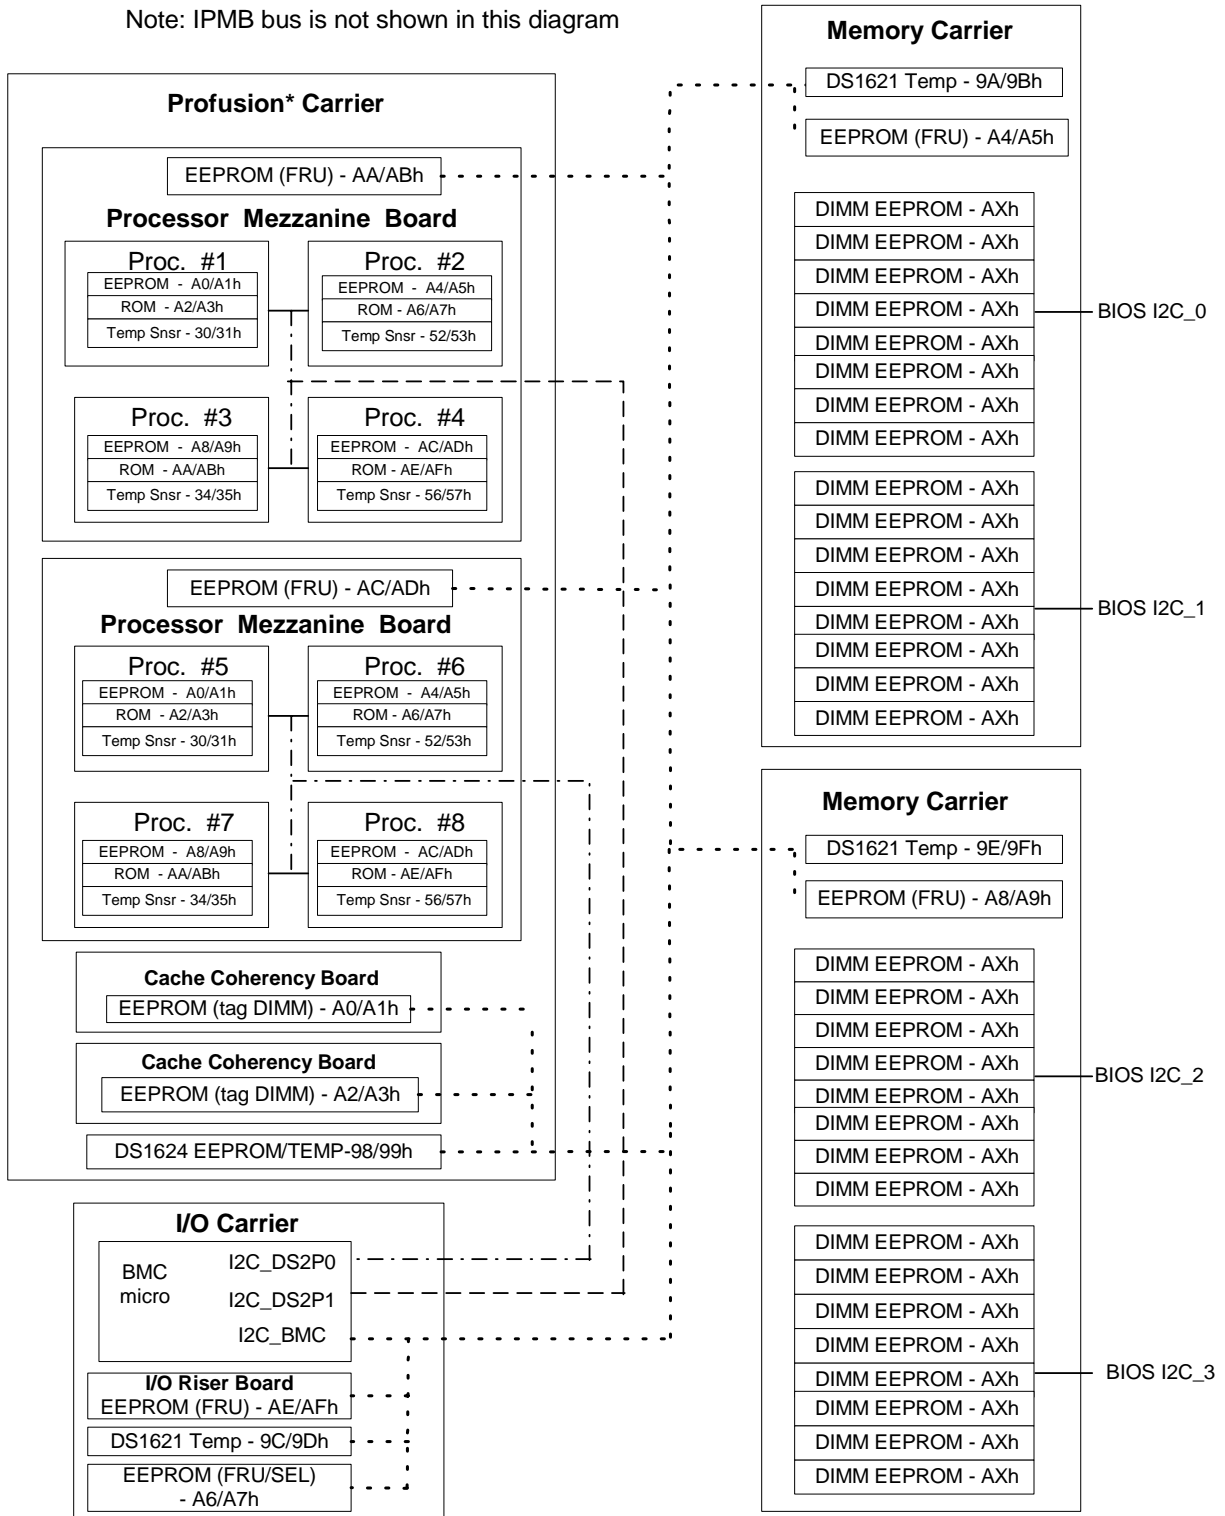 Note: IPMB bus is not shown in this diagram
Profusion* Carrier
EEPROM (FRU) - AA/ABh
Processor Mezzanine Board
Proc. #1
EEPROM - A0/A1h
ROM - A2/A3h
Temp Snsr - 30/31h
Proc. #2
EEPROM - A4/A5h
ROM - A6/A7h
Temp Snsr - 52/53h
Proc. #3
EEPROM - A8/A9h
ROM - AA/ABh
Temp Snsr - 34/35h
Proc. #4
EEPROM - AC/ADh
ROM - AE/AFh
Temp Snsr - 56/57h
EEPROM (FRU) - AC/ADh
Processor Mezzanine Board
Proc. #5
EEPROM - A0/A1h
ROM - A2/A3h
Temp Snsr - 30/31h
Proc. #6
EEPROM - A4/A5h
ROM - A6/A7h
Temp Snsr - 52/53h
Proc. #7
EEPROM - A8/A9h
ROM - AA/ABh
Temp Snsr - 34/35h
Proc. #8
EEPROM - AC/ADh
ROM - AE/AFh
Temp Snsr - 56/57h
Cache Coherency Board
EEPROM (tag DIMM) - A0/A1h
Cache Coherency Board
EEPROM (tag DIMM) - A2/A3h
DS1624 EEPROM/TEMP-98/99h
I/O Carrier
BMC
micro
I2C_DS2P0
I2C_DS2P1
I2C_BMC
I/O Riser Board
EEPROM (FRU) - AE/AFh
DS1621 Temp - 9C/9Dh
EEPROM (FRU/SEL)
- A6/A7h
Memory Carrier
DS1621 Temp - 9A/9Bh
EEPROM (FRU) - A4/A5h
DIMM EEPROM - AXh
DIMM EEPROM - AXh
DIMM EEPROM - AXh
DIMM EEPROM - AXh
DIMM EEPROM - AXh
DIMM EEPROM - AXh
DIMM EEPROM - AXh
DIMM EEPROM - AXh
BIOS I2C_0
DIMM EEPROM - AXh
DIMM EEPROM - AXh
DIMM EEPROM - AXh
DIMM EEPROM - AXh
DIMM EEPROM - AXh
DIMM EEPROM - AXh
DIMM EEPROM - AXh
DIMM EEPROM - AXh
BIOS I2C_1
Memory Carrier
DS1621 Temp - 9E/9Fh
EEPROM (FRU) - A8/A9h
DIMM EEPROM - AXh
DIMM EEPROM - AXh
DIMM EEPROM - AXh
DIMM EEPROM - AXh
DIMM EEPROM - AXh
DIMM EEPROM - AXh
DIMM EEPROM - AXh
DIMM EEPROM - AXh
BIOS I2C_2
DIMM EEPROM - AXh
DIMM EEPROM - AXh
DIMM EEPROM - AXh
DIMM EEPROM - AXh
DIMM EEPROM - AXh
DIMM EEPROM - AXh
DIMM EEPROM - AXh
DIMM EEPROM - AXh
BIOS I2C_3